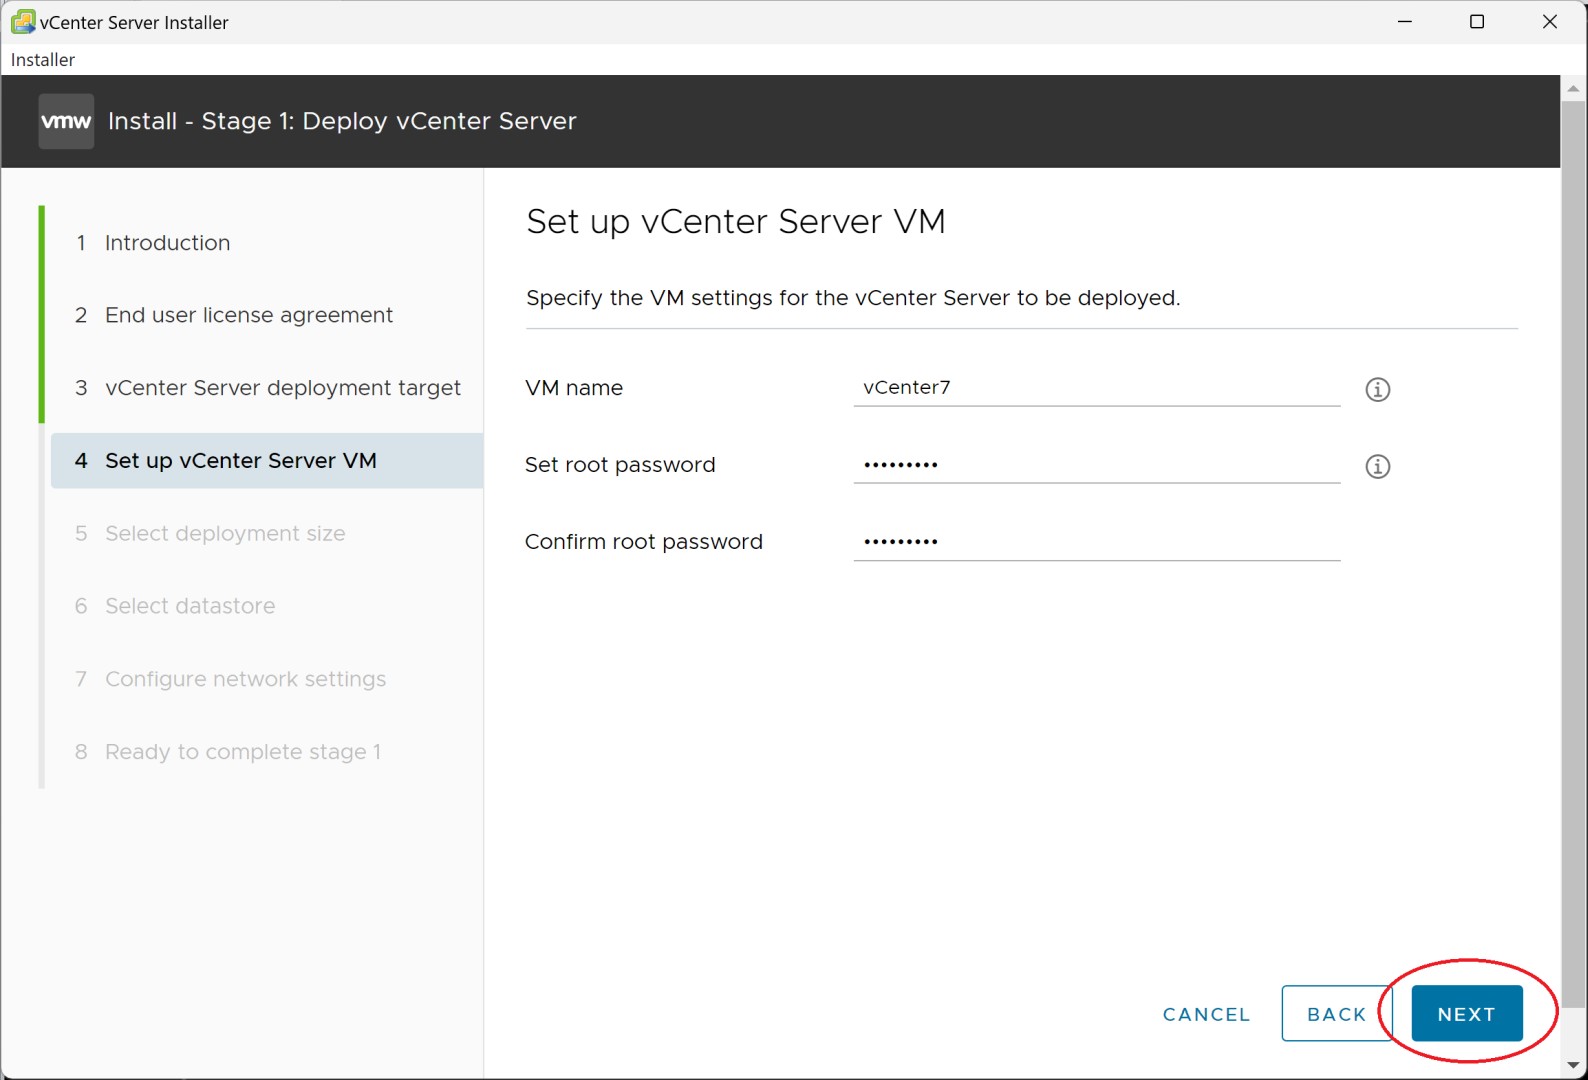 vCenter Server Installer
Installer
vmw Install - Stage 1: Deploy vCenter Server
1 Introduction
2 End user license agreement
3 vCenter Server deployment target
4 Set up vCenter Server VM
5 Select deployment size
6 Select datastore
7 Configure network settings
8 Ready to complete stage 1
Set up vCenter Server VM
Specify the VM settings for the vCenter Server to be deployed.
VM name vCenter7
Set root password •••••••••
Confirm root password •••••••••
CANCEL BACK NEXT